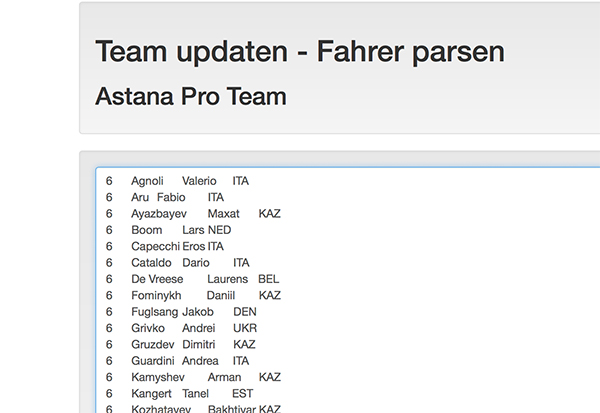 Team updaten - Fahrer parsen
Astana Pro Team
6 Agnoli Valerio ITA
6 Aru Fabio ITA
6 Ayazbayev Maxat KAZ
6 Boom Lars NED
6 Capecchi Eros ITA
6 Cataldo Dario ITA
6 De Vreese Laurens BEL
6 Fominykh Daniil KAZ
6 Fuglsang Jakob DEN
6 Grivko Andrei UKR
6 Gruzdev Dimitri KAZ
6 Guardini Andrea ITA
6 Kamyshev Arman KAZ
6 Kangert Tanel EST
6 Kozhatayev Bakhtiyar KAZ